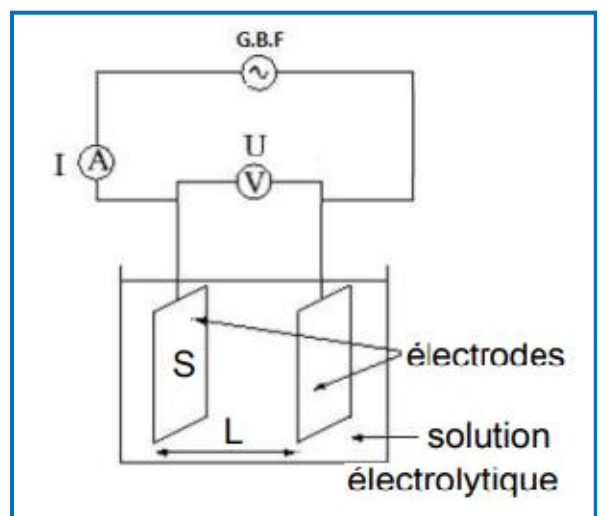 G.B.F
U
I A
V
S
électrodes
L
solution
électrolytique